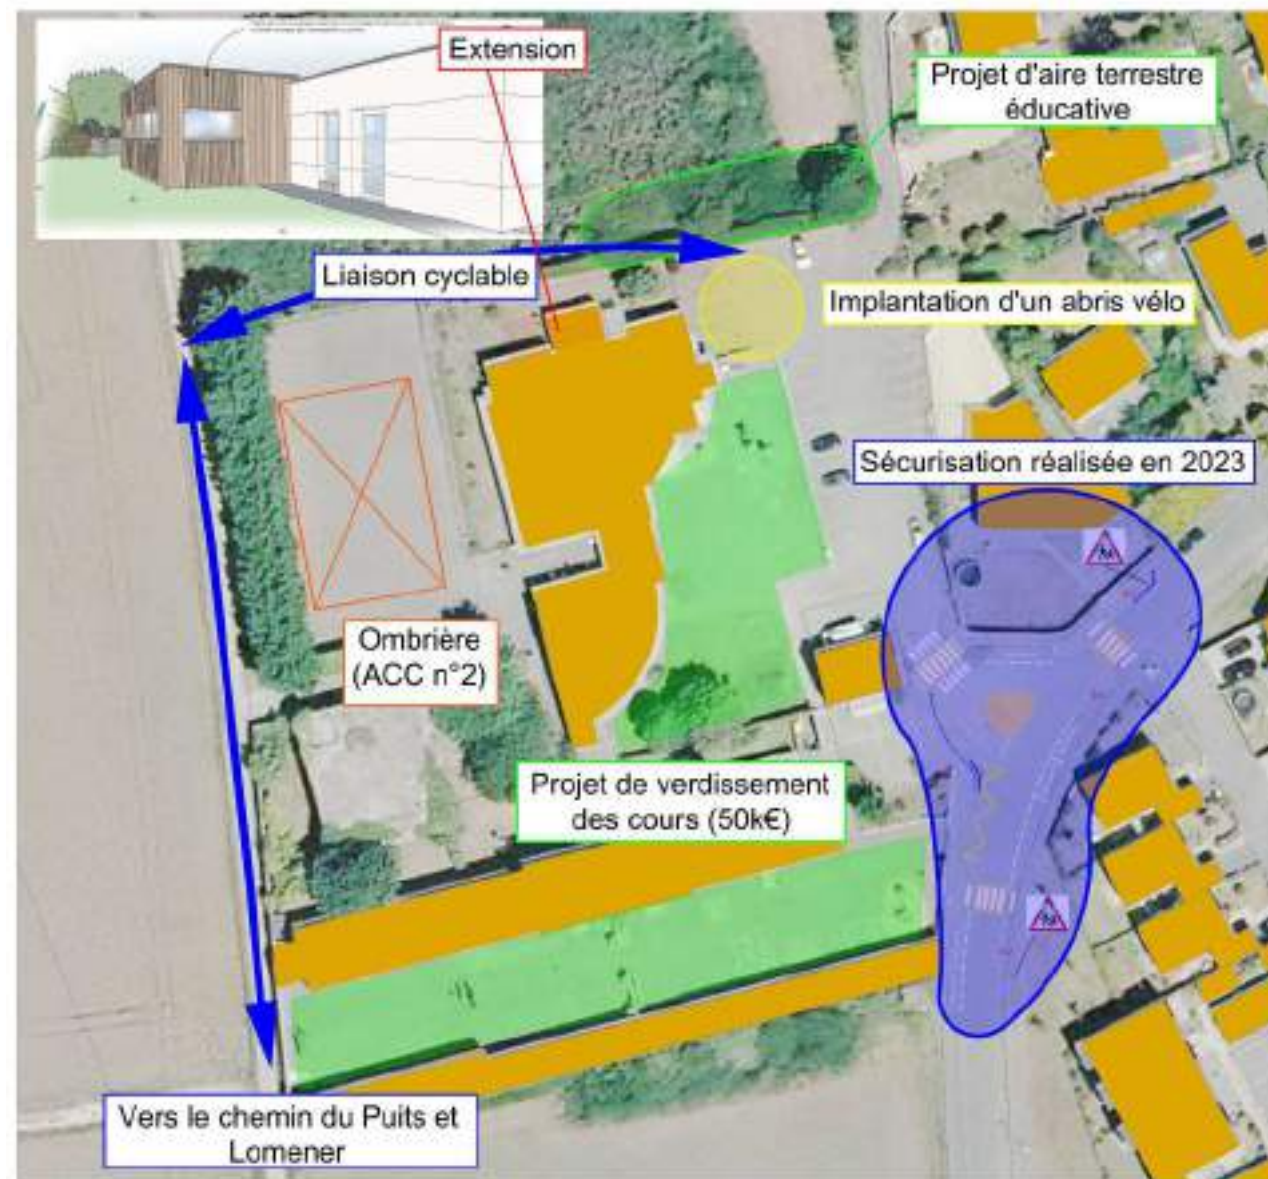 Extension
Projet d'aire terrestre
éducative
Liaison cyclable
Implantation d'un abris vélo
Sécurisation réalisée en 2023
Ombrière
(ACC n°2)
Projet de verdissement
des cours (50k€)
Vers le chemin du Puits et
Lomener